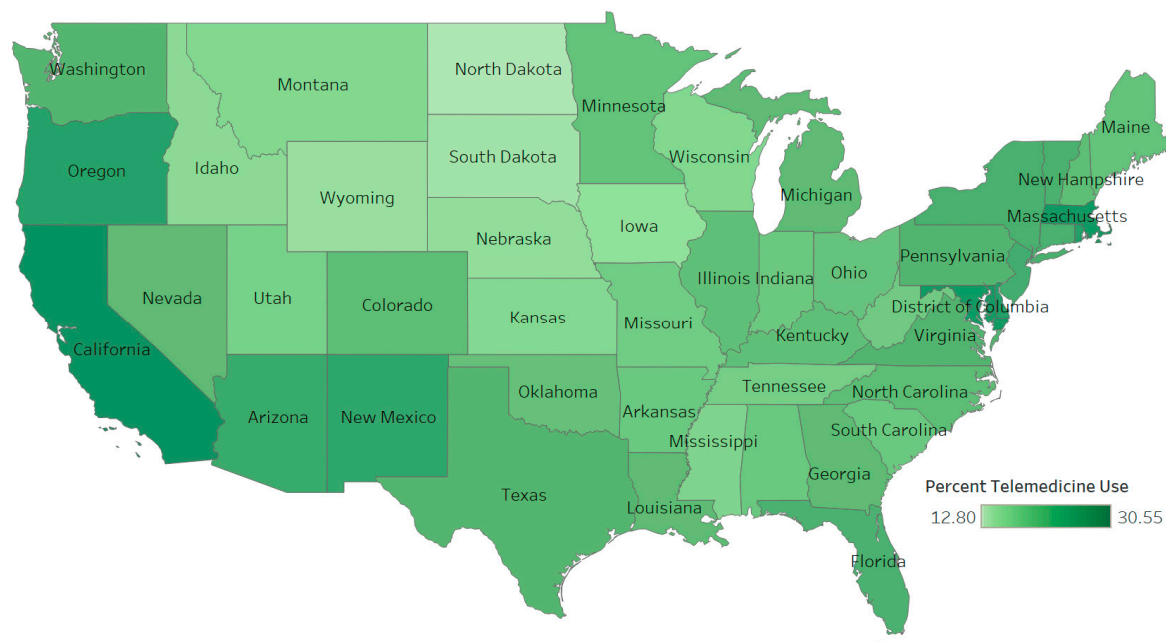 Washington
Montana
North Dakota
Minnesota
Maine
Oregon
Idaho
South Dakota
Wisconsin
Michigan
New Hampshire
Wyoming
Massachusetts
Nebraska
Iowa
Pennsylvania
Nevada
Utah
Colorado
Illinois
Indiana
Ohio
District of Columbia
Kansas
Missouri
Kentucky
Virginia
California
Tennessee
North Carolina
Arizona
New Mexico
Oklahoma
Arkansas
South Carolina
Mississippi
Georgia
Texas
Louisiana
Florida
Percent Telemedicine Use
12.80 30.55